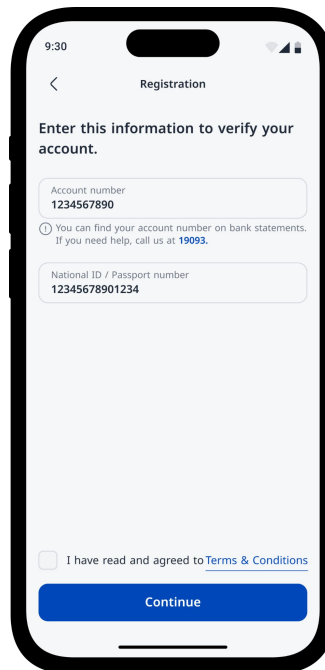 9:30
Registration
Enter this information to verify your
account.
Account number
1234567890
You can find your account number on bank statements.
If you need help, call us at 19093.
National ID / Passport number
12345678901234
I have read and agreed to Terms & Conditions
Continue